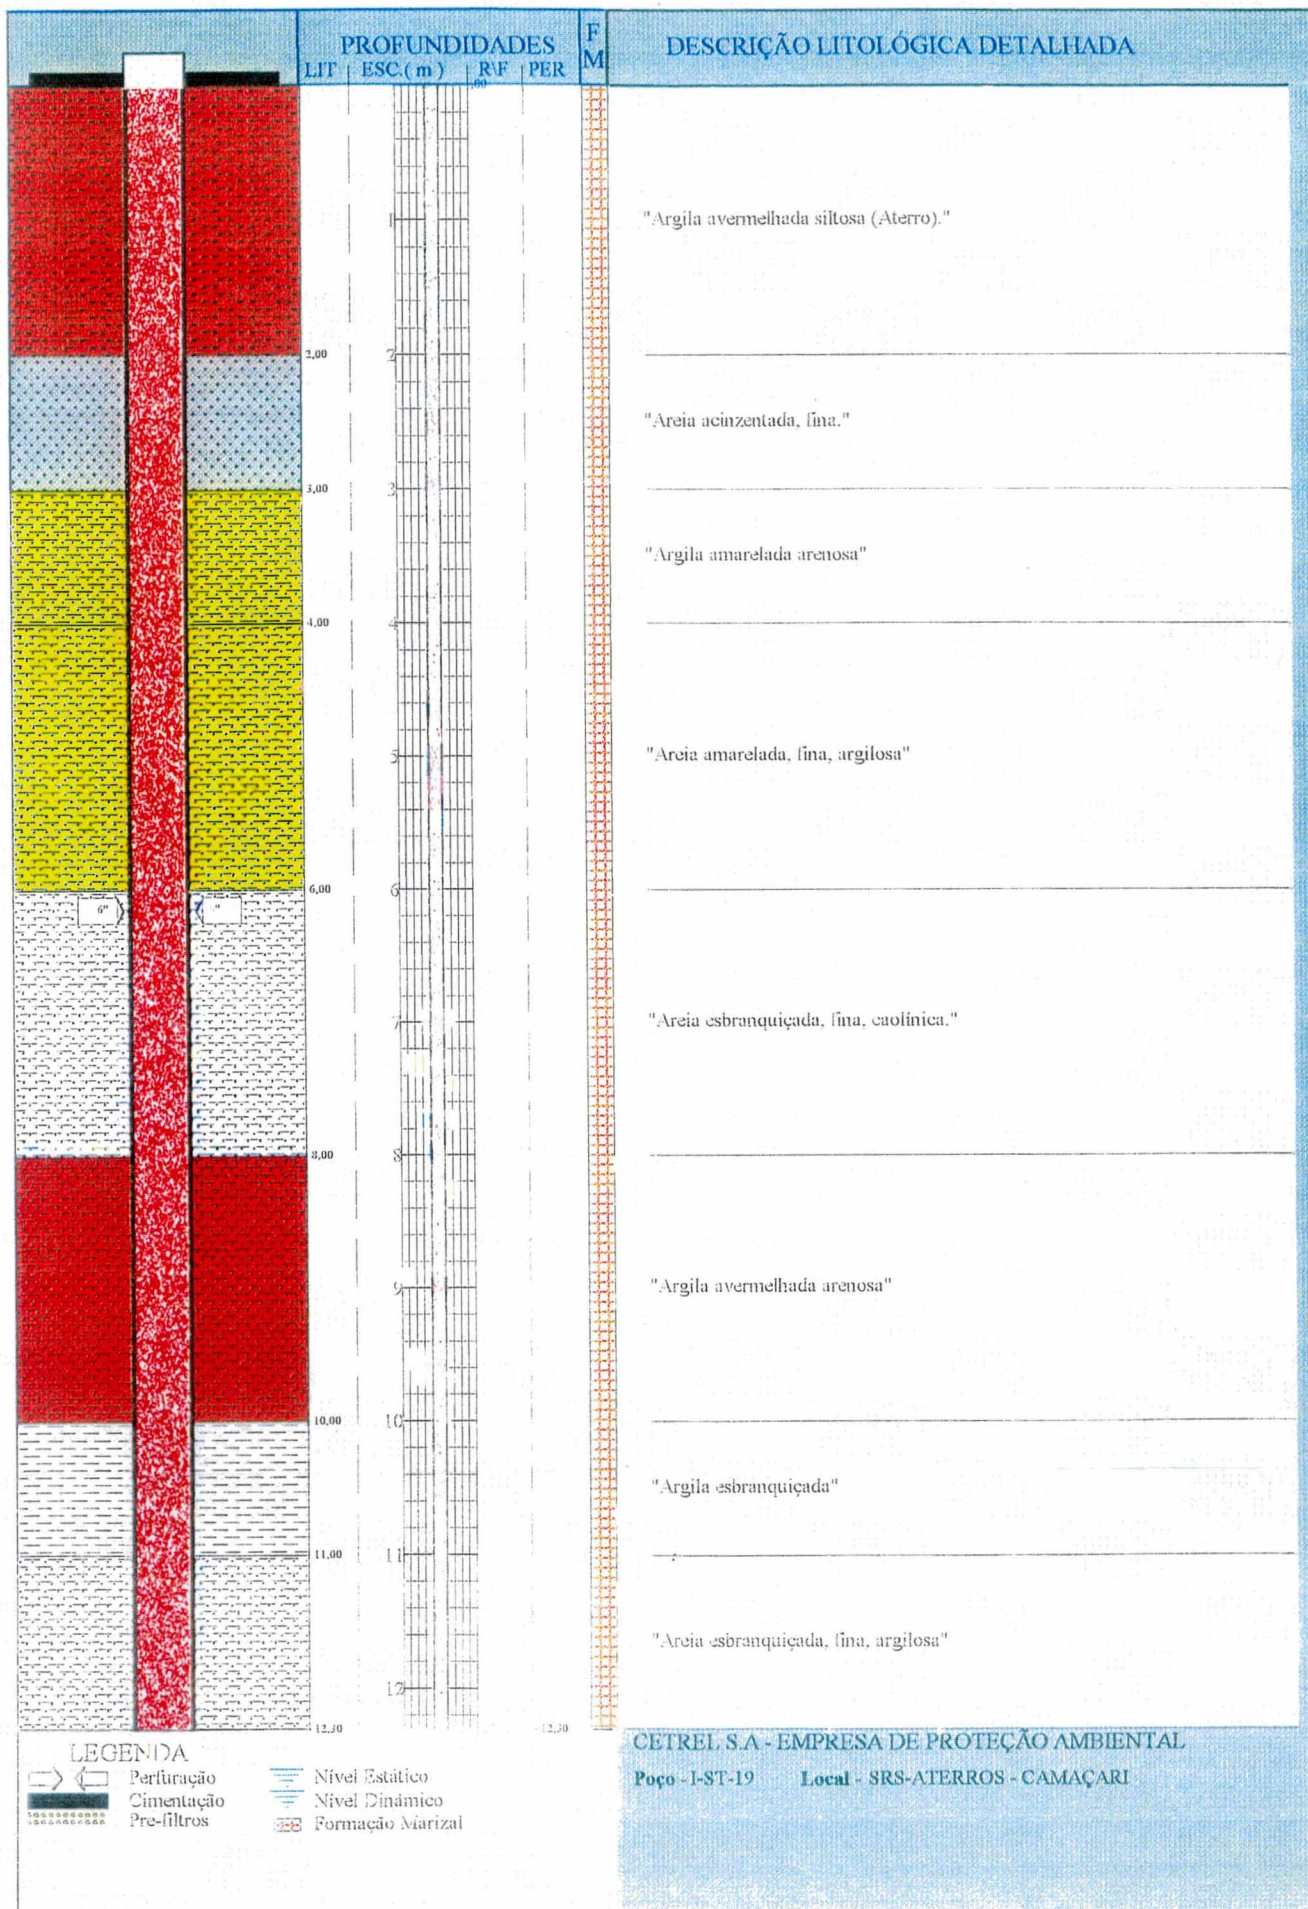 PROFUNDIDADES
LIT ESC.( m ) R\F PER
F
M
DESCRIÇÃO LITOLÓGICA DETALHADA
,00
1
"Argila avermelhada siltosa (Aterro)."
2,00
2
"Areia acinzentada, fina."
3,00
3
"Argila amarelada arenosa"
4,00
4
5
"Areia amarelada, fina, argilosa"
6,00
6
6"
"
7
"Areia esbranquiçada, fina, caolínica."
8,00
8
9
"Argila avermelhada arenosa"
10,00
10
"Argila esbranquiçada"
11,00
11
"Areia esbranquiçada, fina, argilosa"
12
12,30
12,30
LEGENDA
Perfuração
Cimentação
Pre-filtros
Nível Estático
Nível Dinâmico
Formação Marizal
CETREL S.A - EMPRESA DE PROTEÇÃO AMBIENTAL
Poço - I-ST-19 Local - SRS-ATERROS - CAMAÇARI